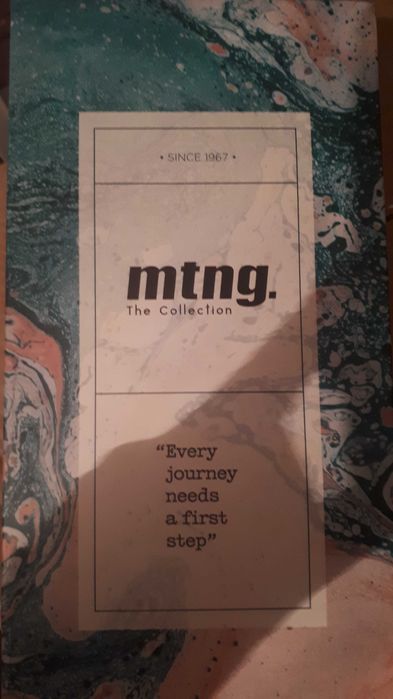 • SINCE 1967 •
mtng.
The Collection
“Every
journey
needs
a first
step”